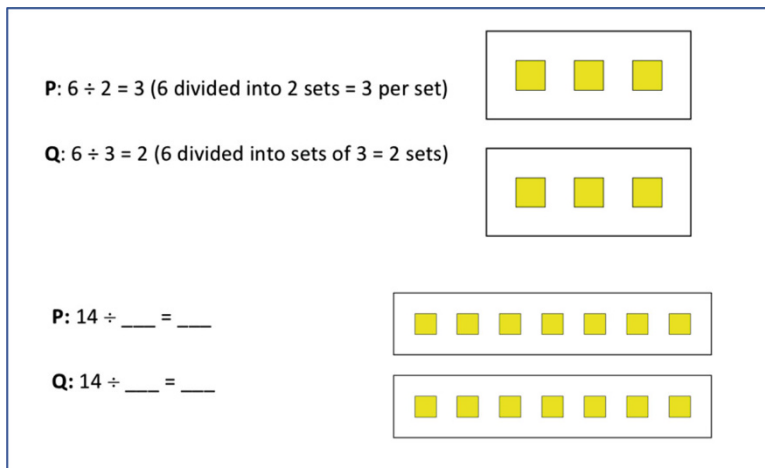 P: 6 ÷ 2 = 3 (6 divided into 2 sets = 3 per set)
Q: 6 ÷ 3 = 2 (6 divided into sets of 3 = 2 sets)
P: 14 ÷ ___ = ___
Q: 14 ÷ ___ = ___